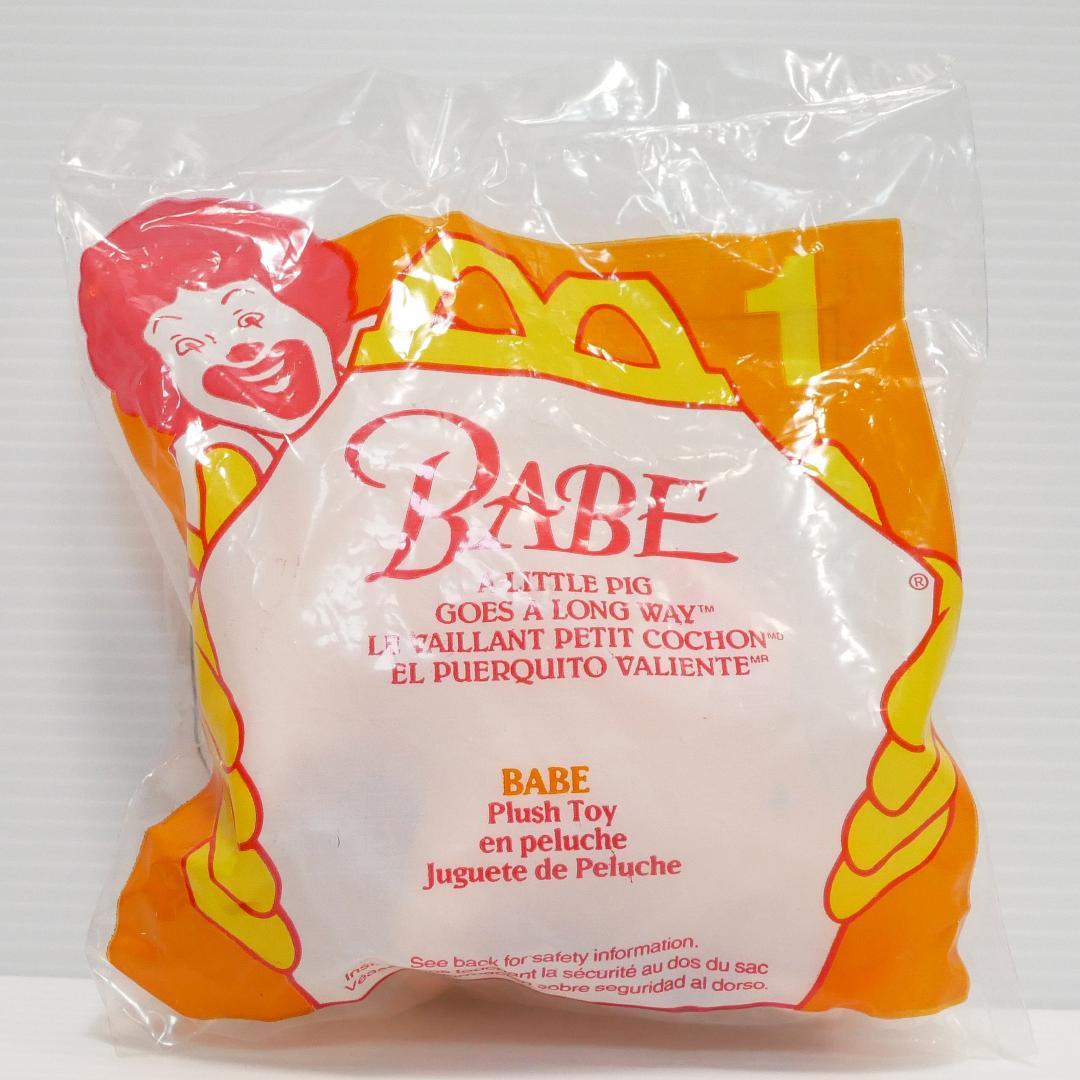 1
BABE
A LITTLE PIG
GOES A LONG WAY™
LE VAILLANT PETIT COCHON MD
EL PUERQUITO VALIENTE MR
®
BABE
Plush Toy
en peluche
Juguete de Peluche
See back for safety information.
la sécurité au dos du sac
sobre seguridad al dorso.